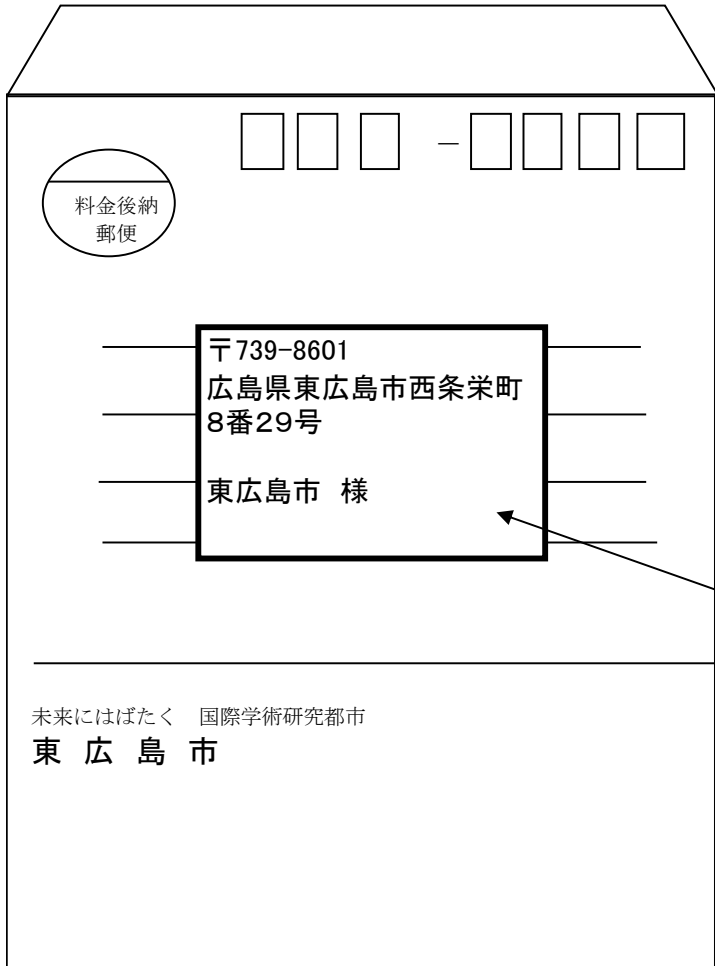 －
料金後納
郵便
〒739-8601
広島県東広島市西条栄町
8番29号
東広島市　様
未来にはばたく　国際学術研究都市
東 広 島 市